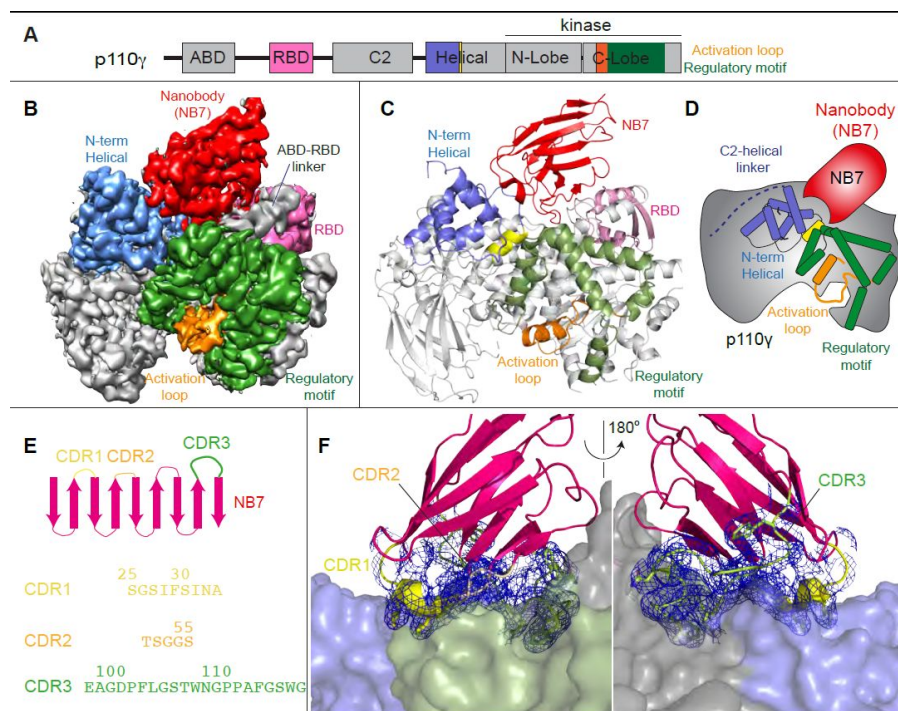 kinase
A
p110γ
ABD
RBD
C2
Helical
N-Lobe
C-Lobe
Activation loop
Regulatory motif
B
Nanobody
(NB7)
N-term
Helical
ABD-RBD
linker
RBD
Activation
loop
Regulatory
motif
C
N-term
Helical
NB7
RBD
Activation
loop
Regulatory
motif
D
Nanobody
(NB7)
C2-helical
linker
NB7
N-term
Helical
Activation
loop
p110γ
Regulatory
motif
E
CDR1 CDR2 CDR3
NB7
25 30
CDR1 SGSIFSINA
55
CDR2 TSGGS
100 110
CDR3 EAGDPFLGSTWNGPPAFGSWG
F
180º
CDR2
CDR3
CDR1